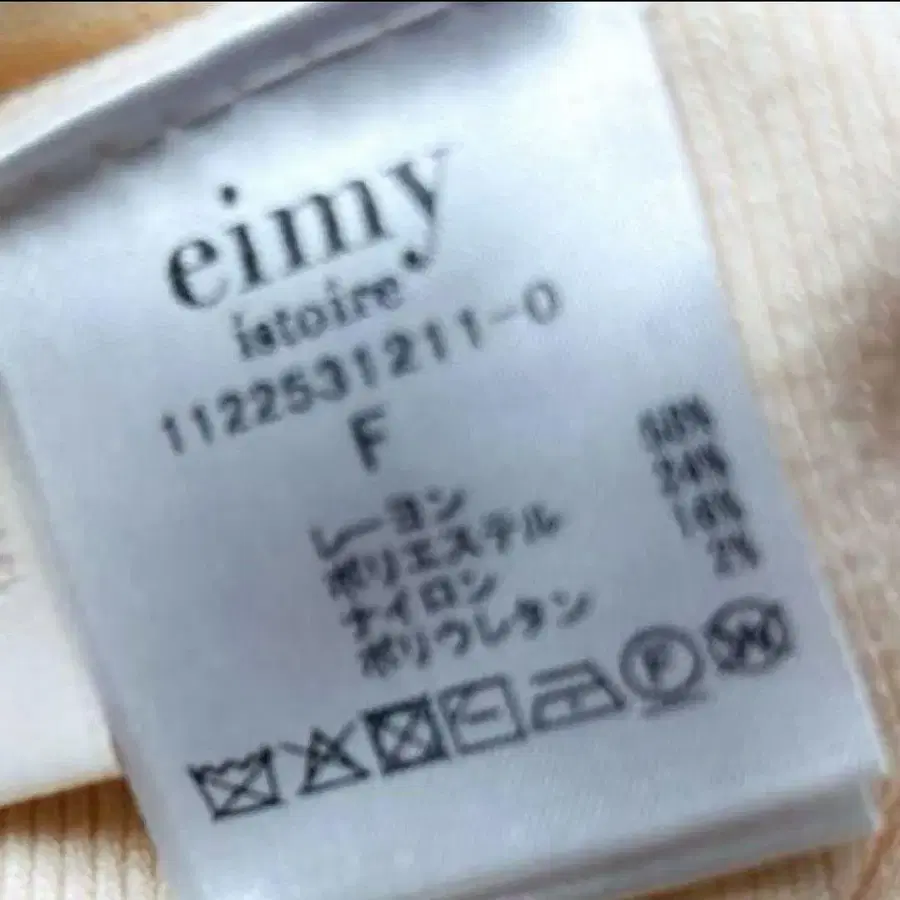 eimy
istoire
1122531211-0
F
レーヨン
ポリエステル 24%
ナイロン
ポリウレタン 2%
F W